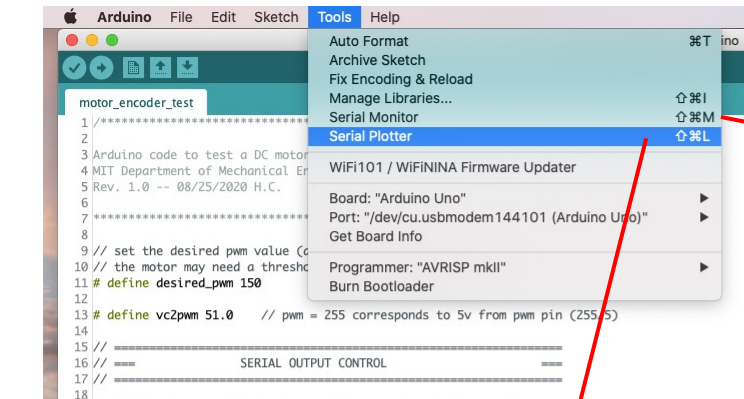 Arduino File Edit Sketch Tools Help
ino
Auto Format ⌘T
Archive Sketch
Fix Encoding & Reload
Manage Libraries... ⇧⌘I
Serial Monitor ⇧⌘M
Serial Plotter ⇧⌘L
WiFi101 / WiFiNINA Firmware Updater
Board: "Arduino Uno"
Port: "/dev/cu.usbmodem144101 (Arduino Uno)"
Get Board Info
Programmer: "AVRISP mkII"
Burn Bootloader
motor_encoder_test
1 /*******************************
2
3 Arduino code to test a DC motor
4 MIT Department of Mechanical En
5 Rev. 1.0 -- 08/25/2020 H.C.
6
7 *******************************
8
9 // set the desired pwm value (
10 // the motor may need a thresho
11 # define desired_pwm 150
12
13 # define vc2pwm 51.0 // pwm = 255 corresponds to 5v from pwm pin (255/5)
14
15 // ================================================================
16 // === SERIAL OUTPUT CONTROL ===
17 // ================================================================
18